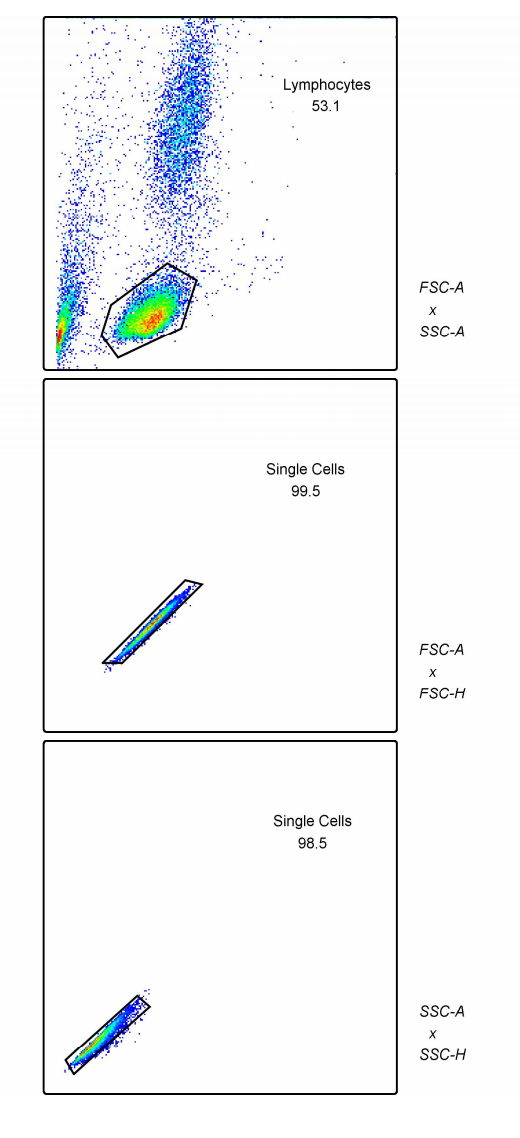 Lymphocytes
53.1
FSC-A
x
SSC-A
Single Cells
99.5
FSC-A
x
FSC-H
Single Cells
98.5
SSC-A
x
SSC-H